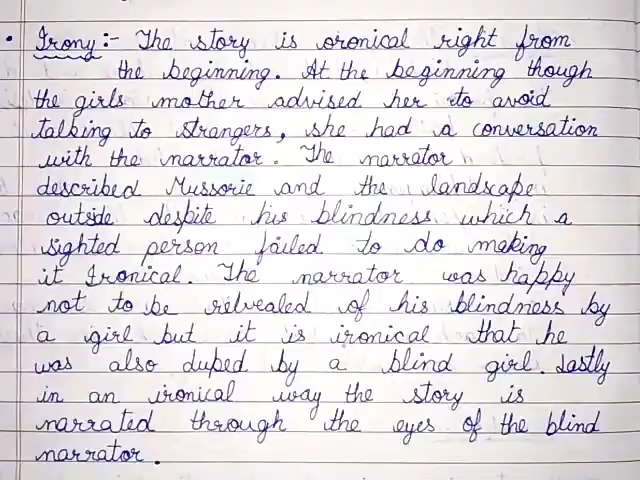 • Irony :- The story is oronical right from
the beginning. At the beginning though
the girls mother advised her to avoid
talking to strangers, she had a conversation
with the narrator. The narrator
described Mussorie and the landscape
outside despite his blindness which a
sighted person failed to do making
it Ironical. The narrator was happy
not to be relvealed of his blindness by
a girl but it is ironical that he
was also duped by a blind girl. Lastly
in an ironical way the story is
narrated through the eyes of the blind
narrator.